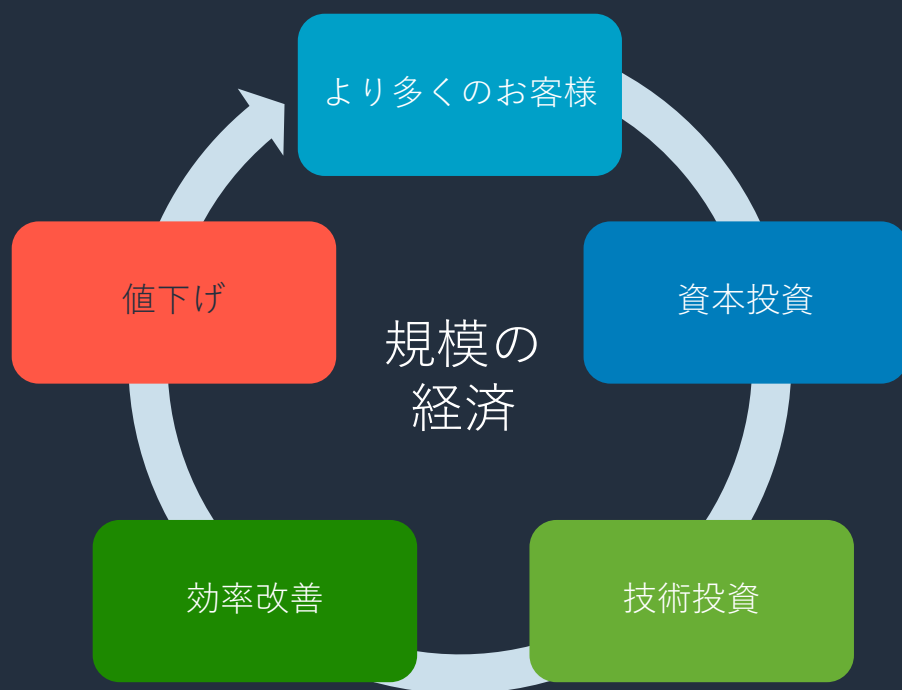 より多くのお客様
資本投資
技術投資
効率改善
値下げ
規模の
経済